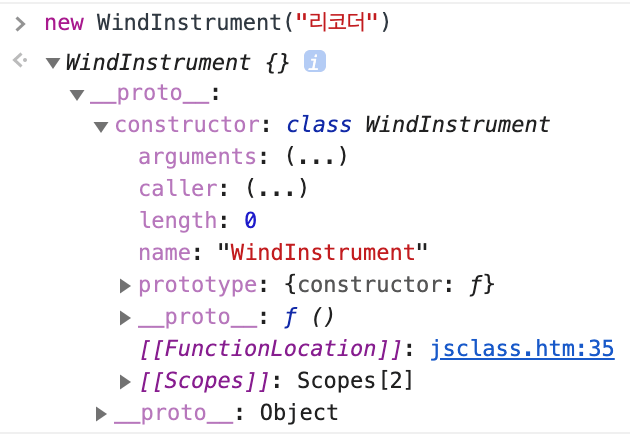 > new WindInstrument("리코더")
<· ▼WindInstrument {} i
▼__proto__:
▼constructor: class WindInstrument
arguments: (...)
caller: (...)
length: 0
name: "WindInstrument"
▶prototype: {constructor: ƒ}
▶__proto__: ƒ ()
[[FunctionLocation]]: jsclass.htm:35
▶[[Scopes]]: Scopes[2]
▶__proto__: Object